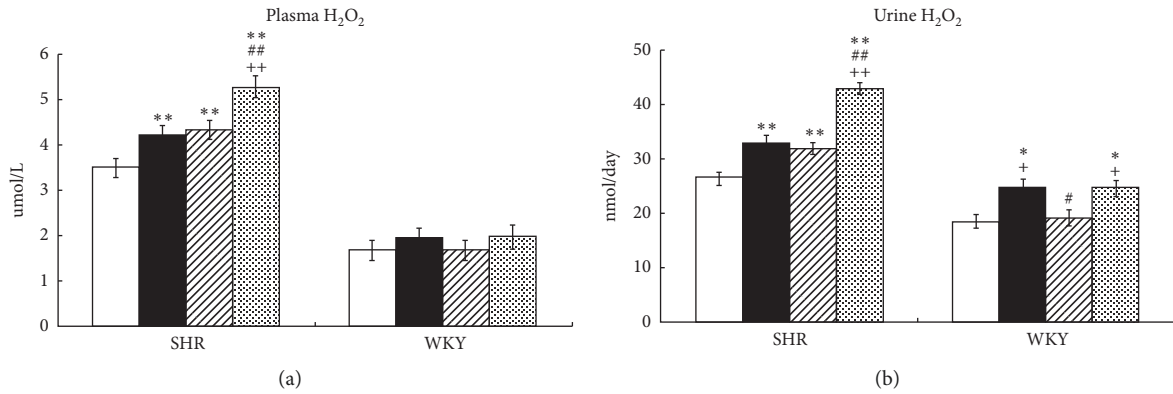 Plasma H₂O₂
umol/L
6
5
4
3
2
1
0
**
**
**
##
++
SHR
WKY
(a)
Urine H₂O₂
nmol/day
50
40
30
20
10
0
**
**
**
##
++
*
+
#
*
+
SHR
WKY
(b)